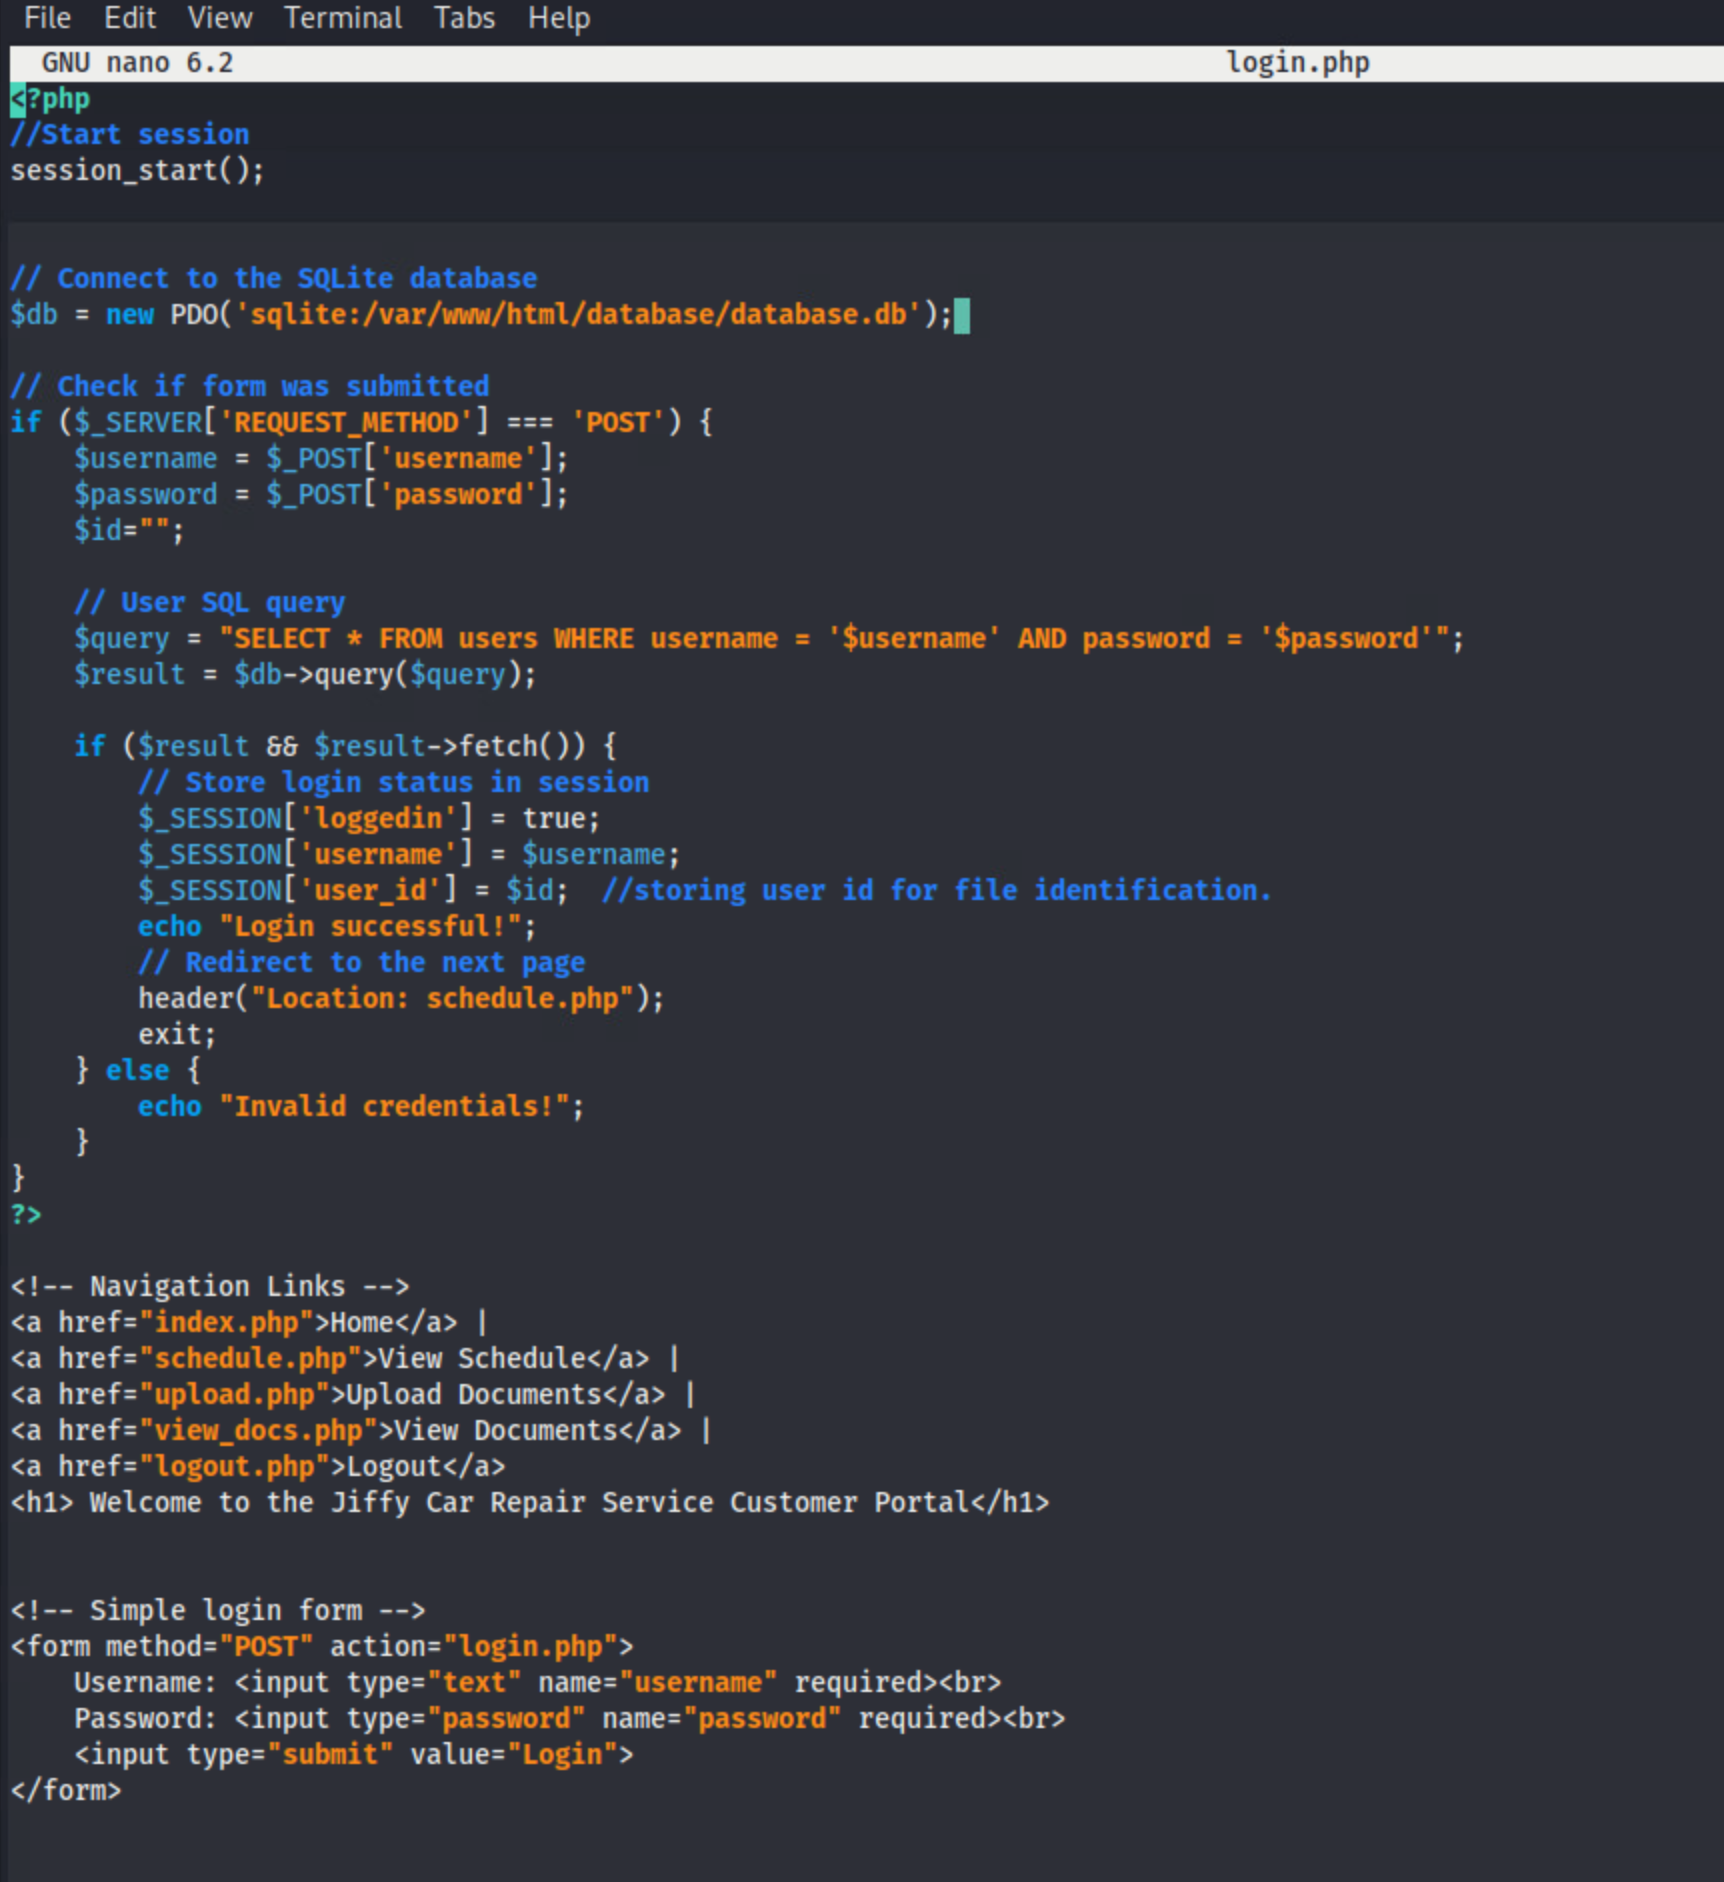 File Edit View Terminal Tabs Help
GNU nano 6.2 login.php
<?php
//Start session
session_start();
// Connect to the SQLite database
$db = new PDO('sqlite:/var/www/html/database/database.db');
// Check if form was submitted
if ($_SERVER['REQUEST_METHOD'] === 'POST') {
    $username = $_POST['username'];
    $password = $_POST['password'];
    $id="";
    // User SQL query
    $query = "SELECT * FROM users WHERE username = '$username' AND password = '$password'";
    $result = $db->query($query);
    if ($result && $result->fetch()) {
        // Store login status in session
        $_SESSION['loggedin'] = true;
        $_SESSION['username'] = $username;
        $_SESSION['user_id'] = $id;  //storing user id for file identification.
        echo "Login successful!";
        // Redirect to the next page
        header("Location: schedule.php");
        exit;
    } else {
        echo "Invalid credentials!";
    }
}
?>
<!-- Navigation Links -->
<a href="index.php">Home</a> |
<a href="schedule.php">View Schedule</a> |
<a href="upload.php">Upload Documents</a> |
<a href="view_docs.php">View Documents</a> |
<a href="logout.php">Logout</a>
<h1> Welcome to the Jiffy Car Repair Service Customer Portal</h1>
<!-- Simple login form -->
<form method="POST" action="login.php">
    Username: <input type="text" name="username" required><br>
    Password: <input type="password" name="password" required><br>
    <input type="submit" value="Login">
</form>